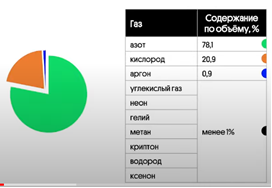 Газ Содержание
по объёму, %
азот 78,1
кислород 20,9
аргон 0,9
углекислый газ
неон
гелий
метан менее 1%
криптон
водород
ксенон